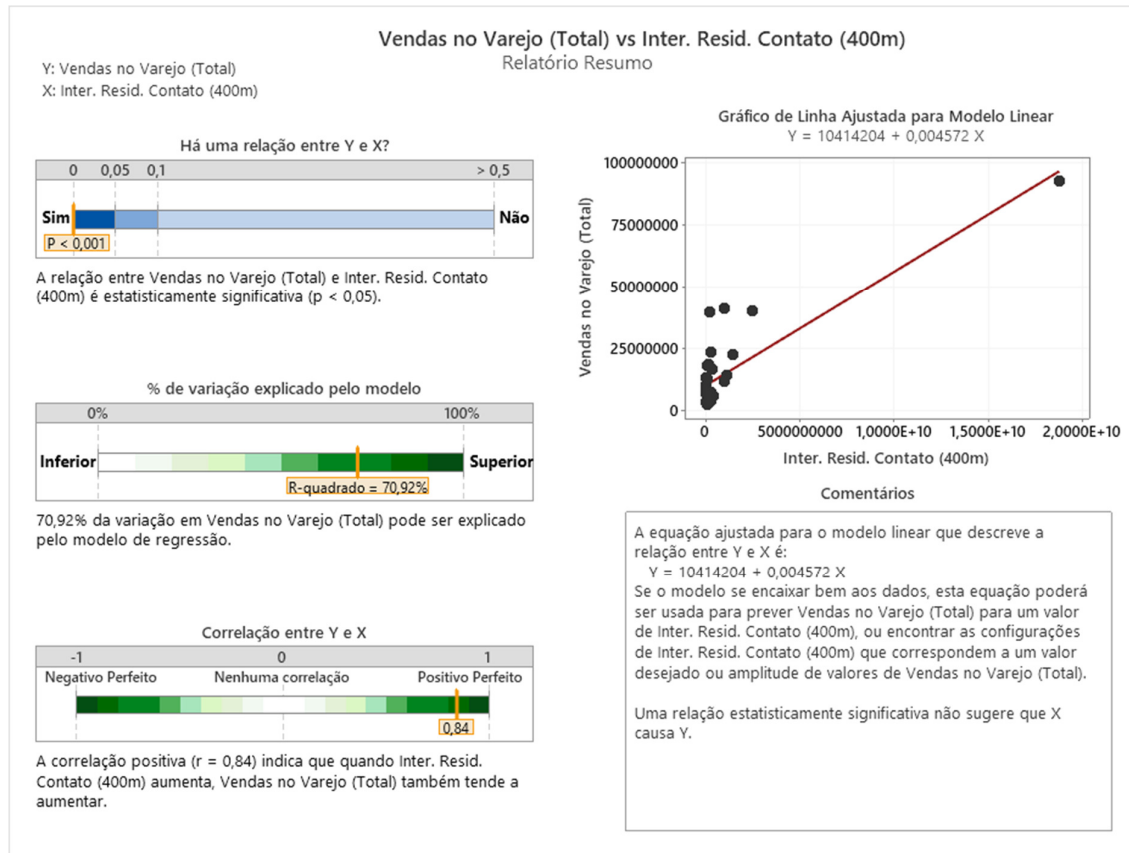 Vendas no Varejo (Total) vs Inter. Resid. Contato (400m)
Relatório Resumo
Y: Vendas no Varejo (Total)
X: Inter. Resid. Contato (400m)
Há uma relação entre Y e X?
0 0,05 0,1 > 0,5
Sim Não
P < 0,001
A relação entre Vendas no Varejo (Total) e Inter. Resid. Contato
(400m) é estatisticamente significativa (p < 0,05).
% de variação explicado pelo modelo
0% 100%
Inferior Superior
R-quadrado = 70,92%
70,92% da variação em Vendas no Varejo (Total) pode ser explicado
pelo modelo de regressão.
Correlação entre Y e X
-1 0 1
Negativo Perfeito Nenhuma correlação Positivo Perfeito
0,84
A correlação positiva (r = 0,84) indica que quando Inter. Resid.
Contato (400m) aumenta, Vendas no Varejo (Total) também tende a
aumentar.
Gráfico de Linha Ajustada para Modelo Linear
Y = 10414204 + 0,004572 X
Vendas no Varejo (Total)
100000000
75000000
50000000
25000000
0
0 5000000000 1,0000E+10 1,5000E+10 2,0000E+10
Inter. Resid. Contato (400m)
Comentários
A equação ajustada para o modelo linear que descreve a
relação entre Y e X é:
Y = 10414204 + 0,004572 X
Se o modelo se encaixar bem aos dados, esta equação poderá
ser usada para prever Vendas no Varejo (Total) para um valor
de Inter. Resid. Contato (400m), ou encontrar as configurações
de Inter. Resid. Contato (400m) que correspondem a um valor
desejado ou amplitude de valores de Vendas no Varejo (Total).
Uma relação estatisticamente significativa não sugere que X
causa Y.